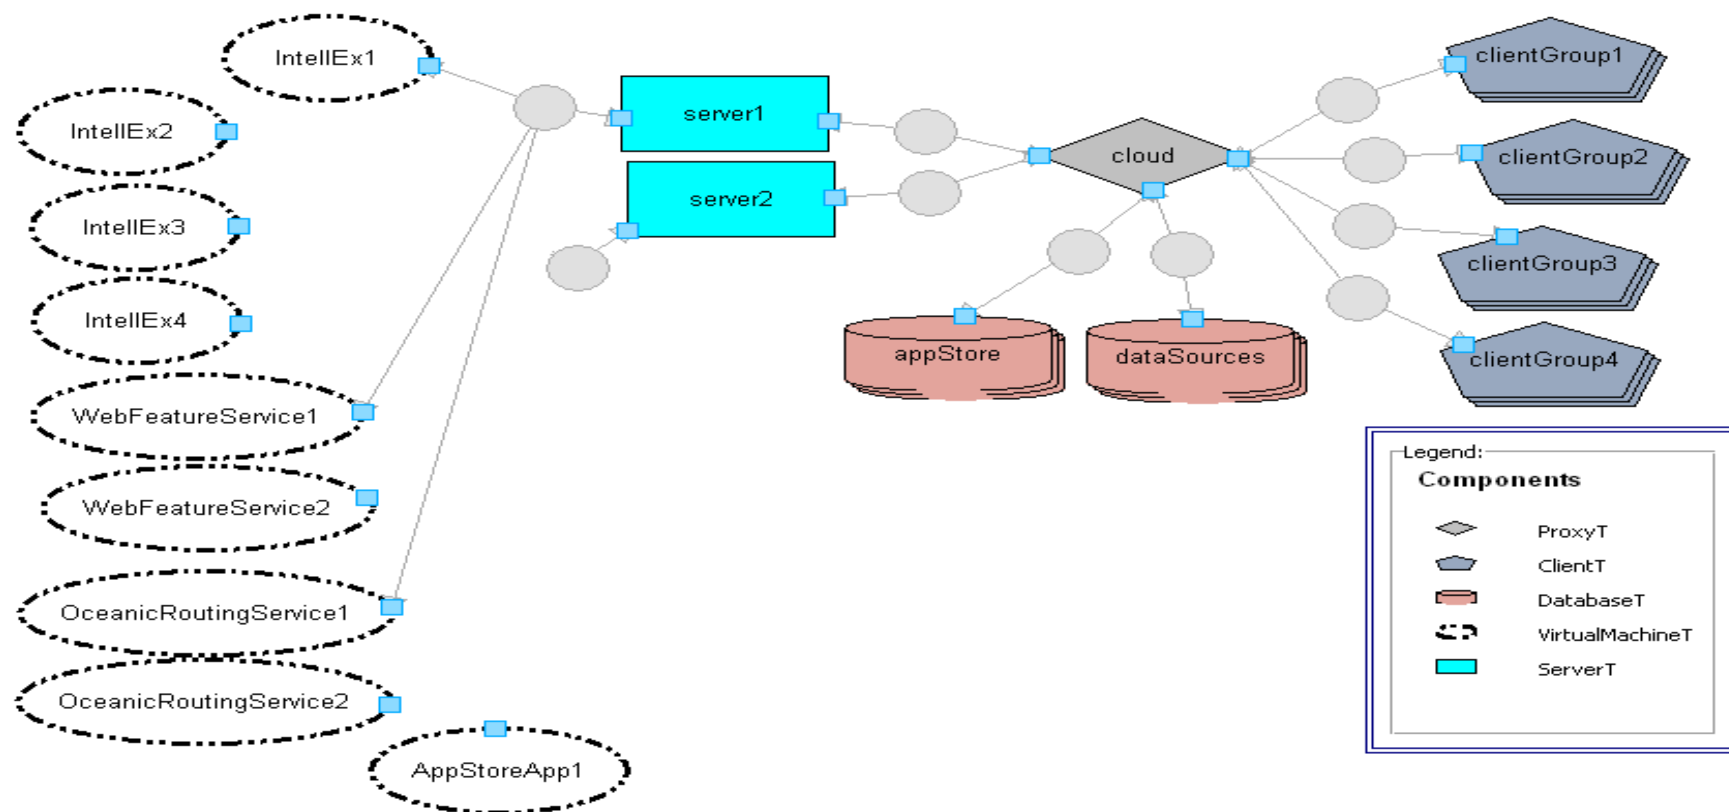 IntellEx1
IntellEx2
IntellEx3
IntellEx4
WebFeatureService1
WebFeatureService2
OceanicRoutingService1
OceanicRoutingService2
AppStoreApp1
server1
server2
cloud
appStore
dataSources
clientGroup1
clientGroup2
clientGroup3
clientGroup4
Legend:
Components
ProxyT
ClientT
DatabaseT
VirtualMachineT
ServerT